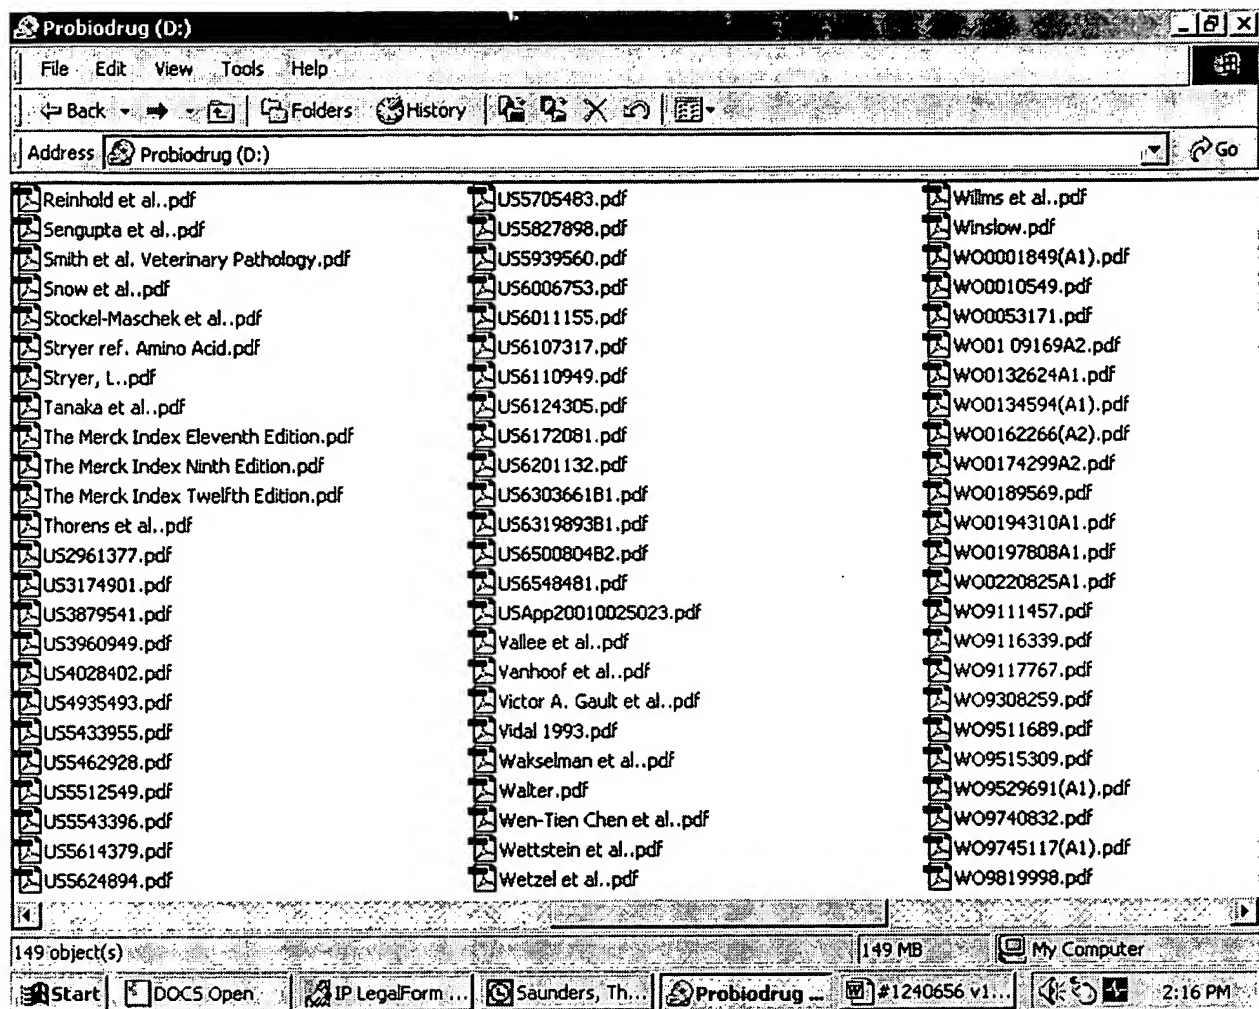 Probiodrug (D:)
File Edit View Tools Help
Back Folders History
Address Probiodrug (D:) Go
Reinhold et al..pdf
Sengupta et al..pdf
Smith et al. Veterinary Pathology.pdf
Snow et al..pdf
Stockel-Maschek et al..pdf
Stryer ref. Amino Acid.pdf
Stryer, L..pdf
Tanaka et al..pdf
The Merck Index Eleventh Edition.pdf
The Merck Index Ninth Edition.pdf
The Merck Index Twelfth Edition.pdf
Thorens et al..pdf
US2961377.pdf
US3174901.pdf
US3879541.pdf
US3960949.pdf
US4028402.pdf
US4935493.pdf
US5433955.pdf
US5462928.pdf
US5512549.pdf
US5543396.pdf
US5614379.pdf
US5624894.pdf
US5705483.pdf
US5827898.pdf
US5939560.pdf
US6006753.pdf
US6011155.pdf
US6107317.pdf
US6110949.pdf
US6124305.pdf
US6172081.pdf
US6201132.pdf
US6303661B1.pdf
US6319893B1.pdf
US6500804B2.pdf
US6548481.pdf
USApp20010025023.pdf
Vallee et al..pdf
Vanhoof et al..pdf
Victor A. Gault et al..pdf
Vidal 1993.pdf
Wakselman et al..pdf
Walter.pdf
Wen-Tien Chen et al..pdf
Wettstein et al..pdf
Wetzel et al..pdf
Willms et al..pdf
Winslow.pdf
WO0001849(A1).pdf
WO0010549.pdf
WO0053171.pdf
WO01 09169A2.pdf
WO0132624A1.pdf
WO0134594(A1).pdf
WO0162266(A2).pdf
WO0174299A2.pdf
WO0189569.pdf
WO0194310A1.pdf
WO0197808A1.pdf
WO0220825A1.pdf
WO9111457.pdf
WO9116339.pdf
WO9117767.pdf
WO9308259.pdf
WO9511689.pdf
WO9515309.pdf
WO9529691(A1).pdf
WO9740832.pdf
WO9745117(A1).pdf
WO9819998.pdf
149 object(s) 149 MB My Computer
Start DOCS Open IP LegalForm ... Saunders, Th... Probiodrug ... #1240656 v1... 2:16 PM